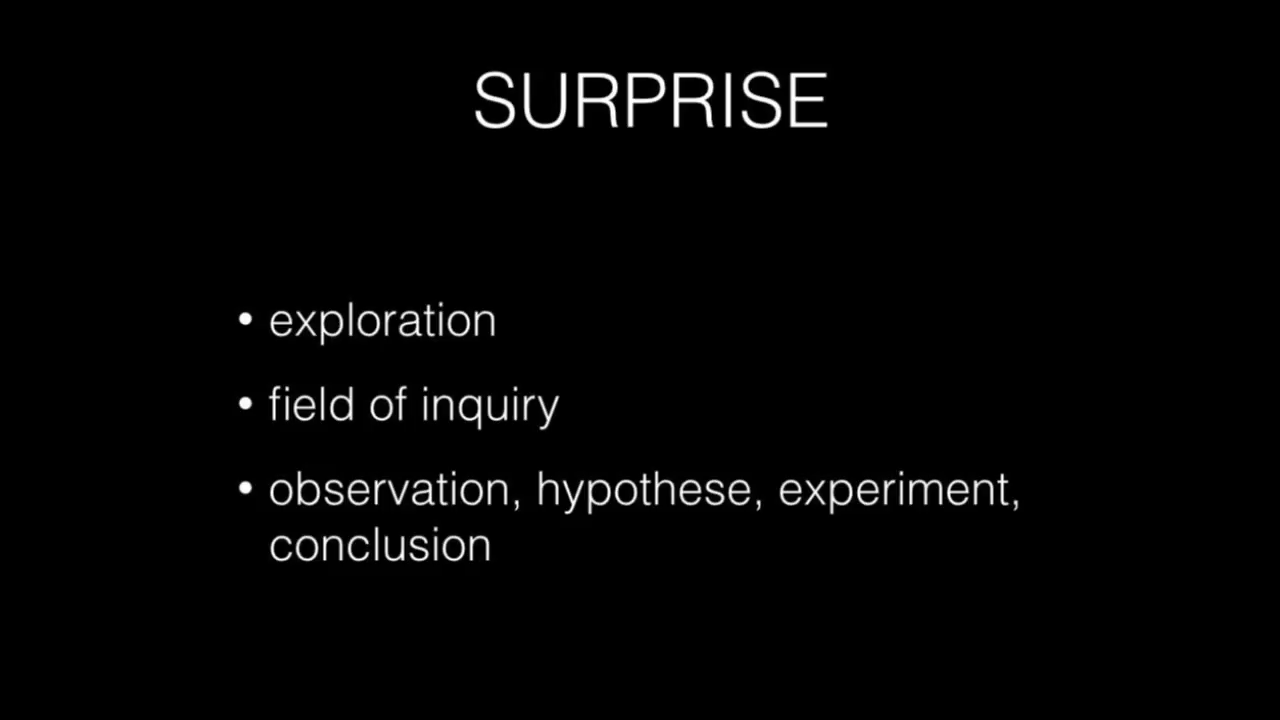 SURPRISE
• exploration
• field of inquiry
• observation, hypothese, experiment,
conclusion